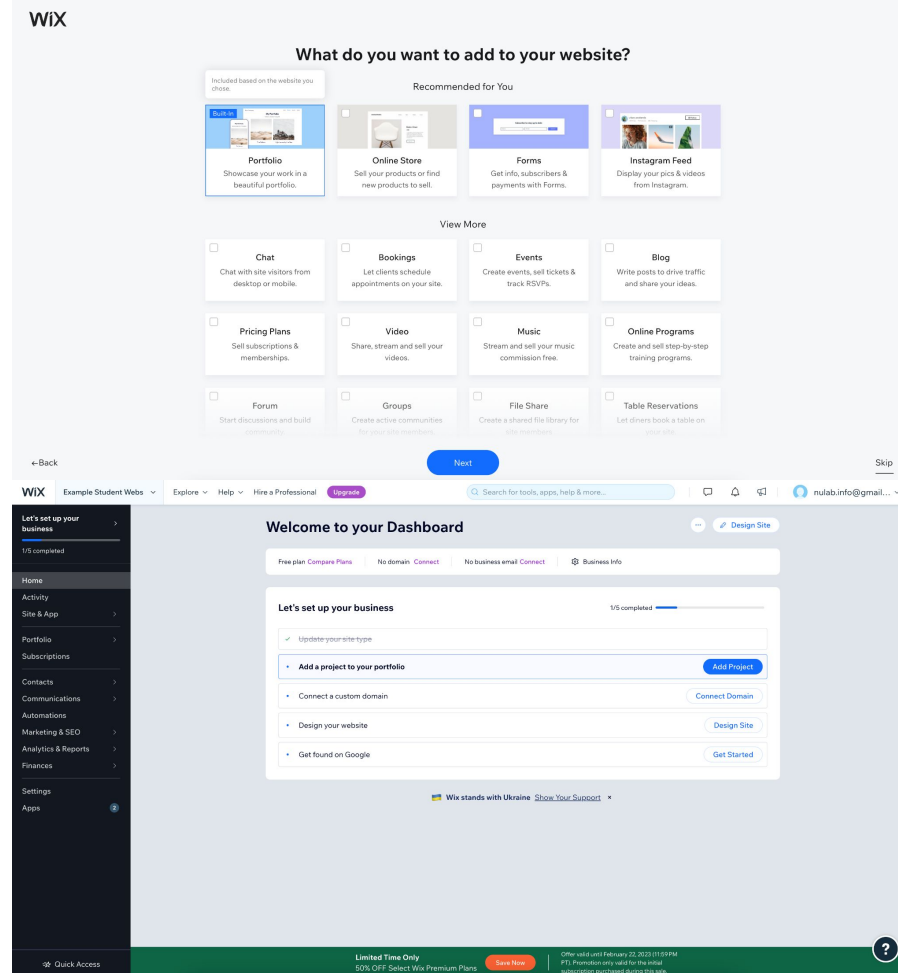 WiX
What do you want to add to your website?
Included based on the website you
chose.
Recommended for You
Built in
Portfolio
Showcase your work in a
beautiful portfolio.
Online Store
Sell your products or find
new products to sell.
Forms
Get info, subscribers &
payments with Forms.
Instagram Feed
Display your pics & videos
from Instagram.
View More
Chat
Chat with site visitors from
desktop or mobile.
Bookings
Let clients schedule
appointments on your site.
Events
Create events, sell tickets &
track RSVPs.
Blog
Write posts to drive traffic
and share your ideas.
Pricing Plans
Sell subscriptions &
memberships.
Video
Share, stream and sell your
videos.
Music
Stream and sell your music
commission free.
Online Programs
Create and sell step-by-step
training programs.
Forum
Start discussions and build
community.
Groups
Create active communities
for your site members.
File Share
Create a shared file library for
site members.
Table Reservations
Let diners book a table on
your site.
←Back
Next
Skip
WiX Example Student Webs Explore Help Hire a Professional Upgrade Search for tools, apps, help & more... nulab.info@gmail...
Let's set up your
business
1/5 completed
Home
Activity
Site & App
Portfolio
Subscriptions
Contacts
Communications
Automations
Marketing & SEO
Analytics & Reports
Finances
Settings
Apps 2
Quick Access
Welcome to your Dashboard
... Design Site
Free plan Compare Plans No domain Connect No business email Connect Business Info
Let's set up your business 1/5 completed
Update your site type
Add a project to your portfolio Add Project
Connect a custom domain Connect Domain
Design your website Design Site
Get found on Google Get Started
Wix stands with Ukraine Show Your Support ×
?
Limited Time Only
50% OFF Select Wix Premium Plans
Save Now
Offer valid until February 22, 2023 (11:59 PM
PT). Promotion only valid for the initial
subscription purchased during this sale.